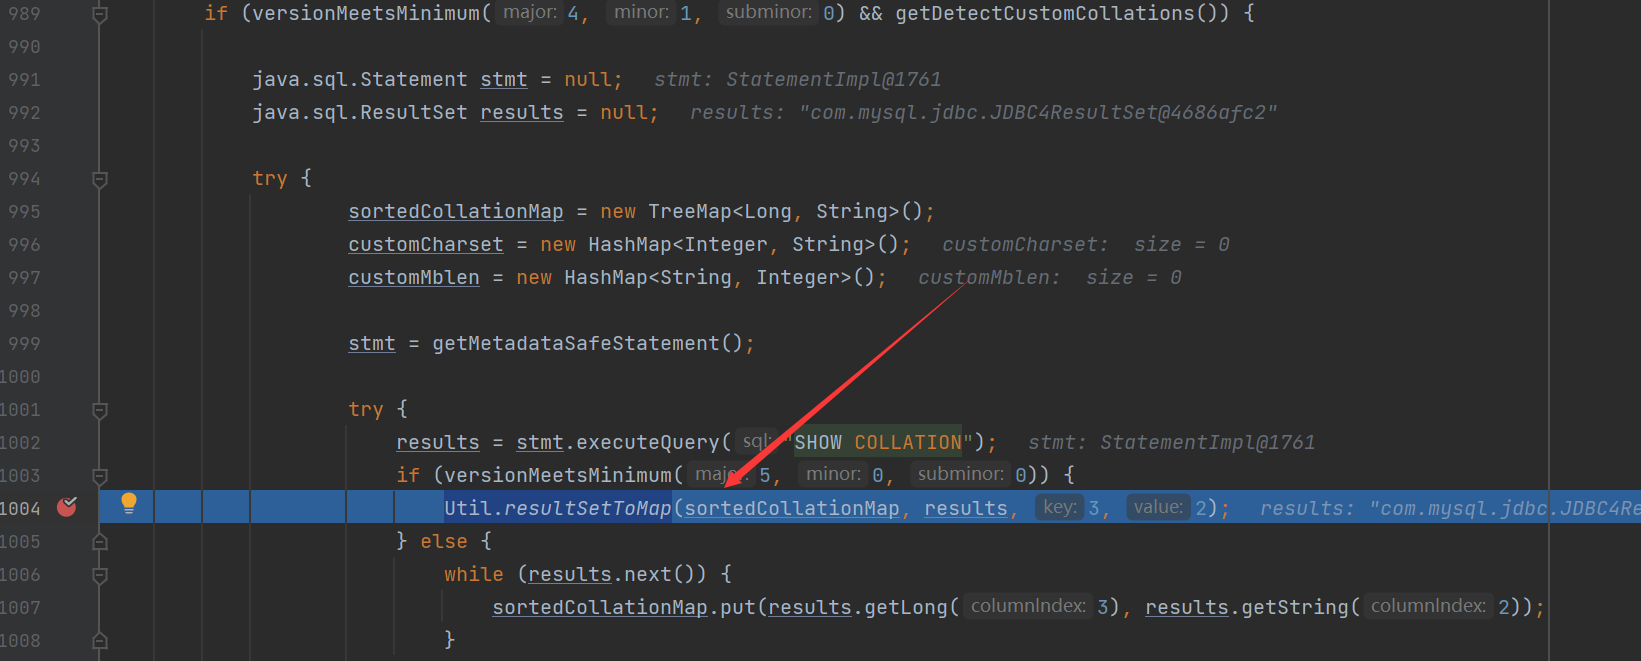 989 if (versionMeetsMinimum( major: 4, minor: 1, subminor: 0) && getDetectCustomCollations()) {
990
991 java.sql.Statement stmt = null; stmt: StatementImpl@1761
992 java.sql.ResultSet results = null; results: "com.mysql.jdbc.JDBC4ResultSet@4686afc2"
993
994 try {
995 sortedCollationMap = new TreeMap<Long, String>();
996 customCharset = new HashMap<Integer, String>(); customCharset: size = 0
997 customMblen = new HashMap<String, Integer>(); customMblen: size = 0
998
999 stmt = getMetadataSafeStatement();
1000
1001 try {
1002 results = stmt.executeQuery( sql: "SHOW COLLATION"); stmt: StatementImpl@1761
1003 if (versionMeetsMinimum( major: 5, minor: 0, subminor: 0)) {
1004 Util.resultSetToMap(sortedCollationMap, results, key: 3, value: 2); results: "com.mysql.jdbc.JDBC4Re
1005 } else {
1006 while (results.next()) {
1007 sortedCollationMap.put(results.getLong( columnIndex: 3), results.getString( columnIndex: 2));
1008 }